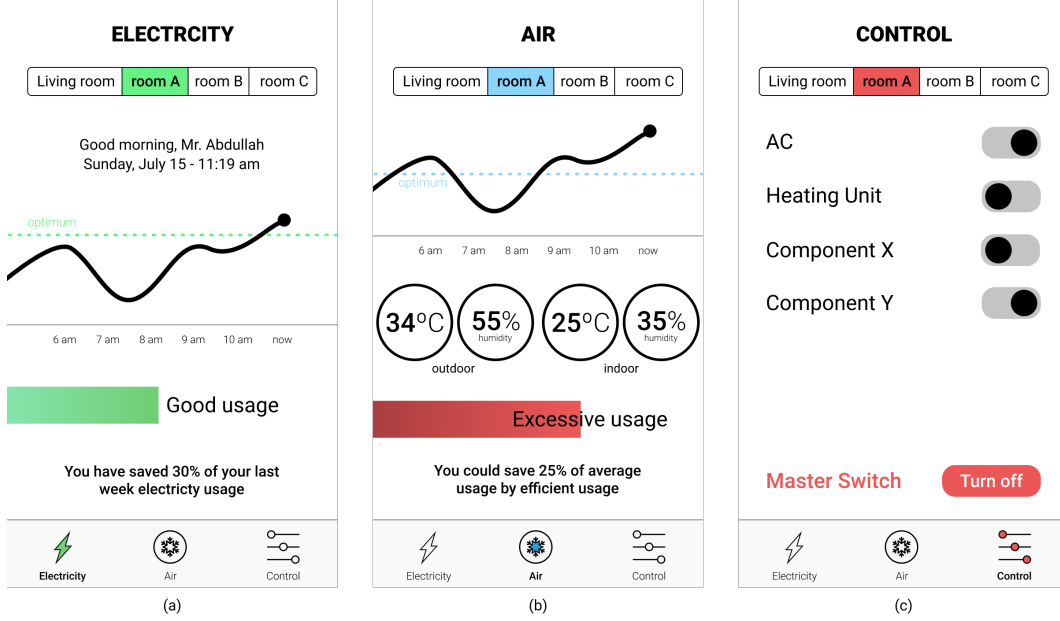 ELECTRCITY
Living room room A room B room C
Good morning, Mr. Abdullah
Sunday, July 15 - 11:19 am
optimum
6 am 7 am 8 am 9 am 10 am now
Good usage
You have saved 30% of your last
week electricty usage
Electricity Air Control
(a)
AIR
Living room room A room B room C
optimum
6 am 7 am 8 am 9 am 10 am now
34ºC 55% 25ºC 35%
humidity humidity
outdoor indoor
Excessive usage
You could save 25% of average
usage by efficient usage
Electricity Air Control
(b)
CONTROL
Living room room A room B room C
AC
Heating Unit
Component X
Component Y
Master Switch Turn off
Electricity Air Control
(c)